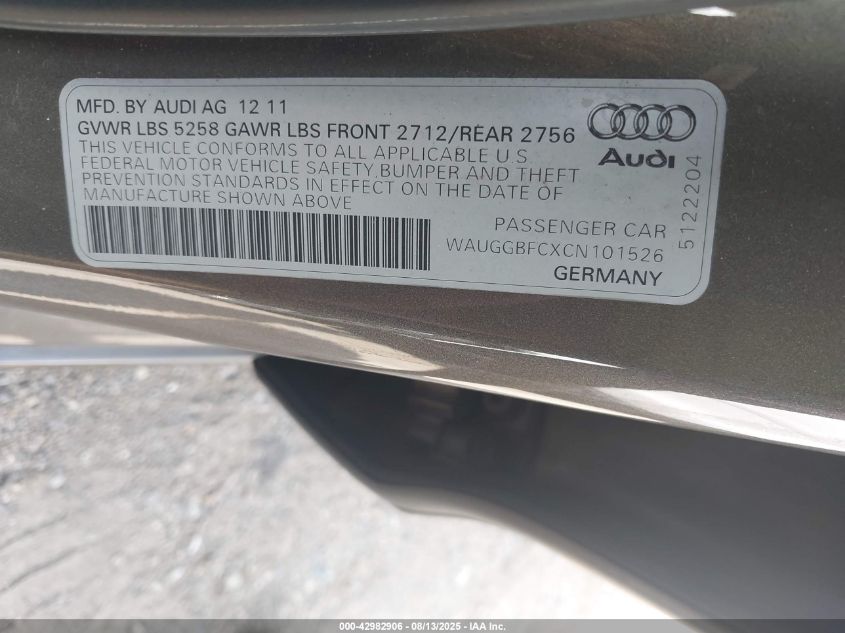 MFD. BY AUDI AG 12 11
GVWR LBS 5258 GAWR LBS FRONT 2712/REAR 2756
THIS VEHICLE CONFORMS TO ALL APPLICABLE U.S.
FEDERAL MOTOR VEHICLE SAFETY,BUMPER AND THEFT
PREVENTION STANDARDS IN EFFECT ON THE DATE OF
MANUFACTURE SHOWN ABOVE
Audi
PASSENGER CAR
WAUGGBFCXCN101526
GERMANY
5122204
000-42982906 - 08/13/2025 - IAA, Inc.